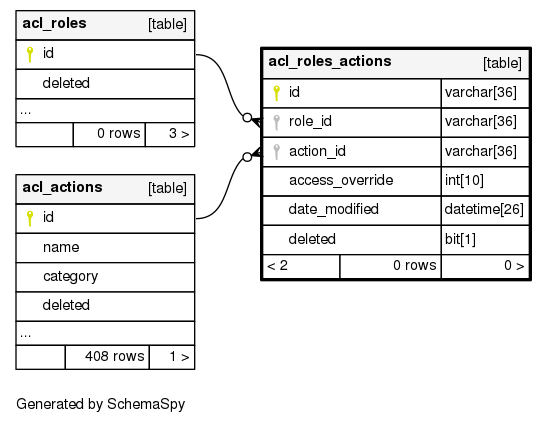 acl_roles [table]
id
deleted
...
0 rows 3 >
acl_actions [table]
id
name
category
deleted
...
408 rows 1 >
acl_roles_actions [table]
id varchar[36]
role_id varchar[36]
action_id varchar[36]
access_override int[10]
date_modified datetime[26]
deleted bit[1]
< 2 0 rows 0 >
Generated by SchemaSpy